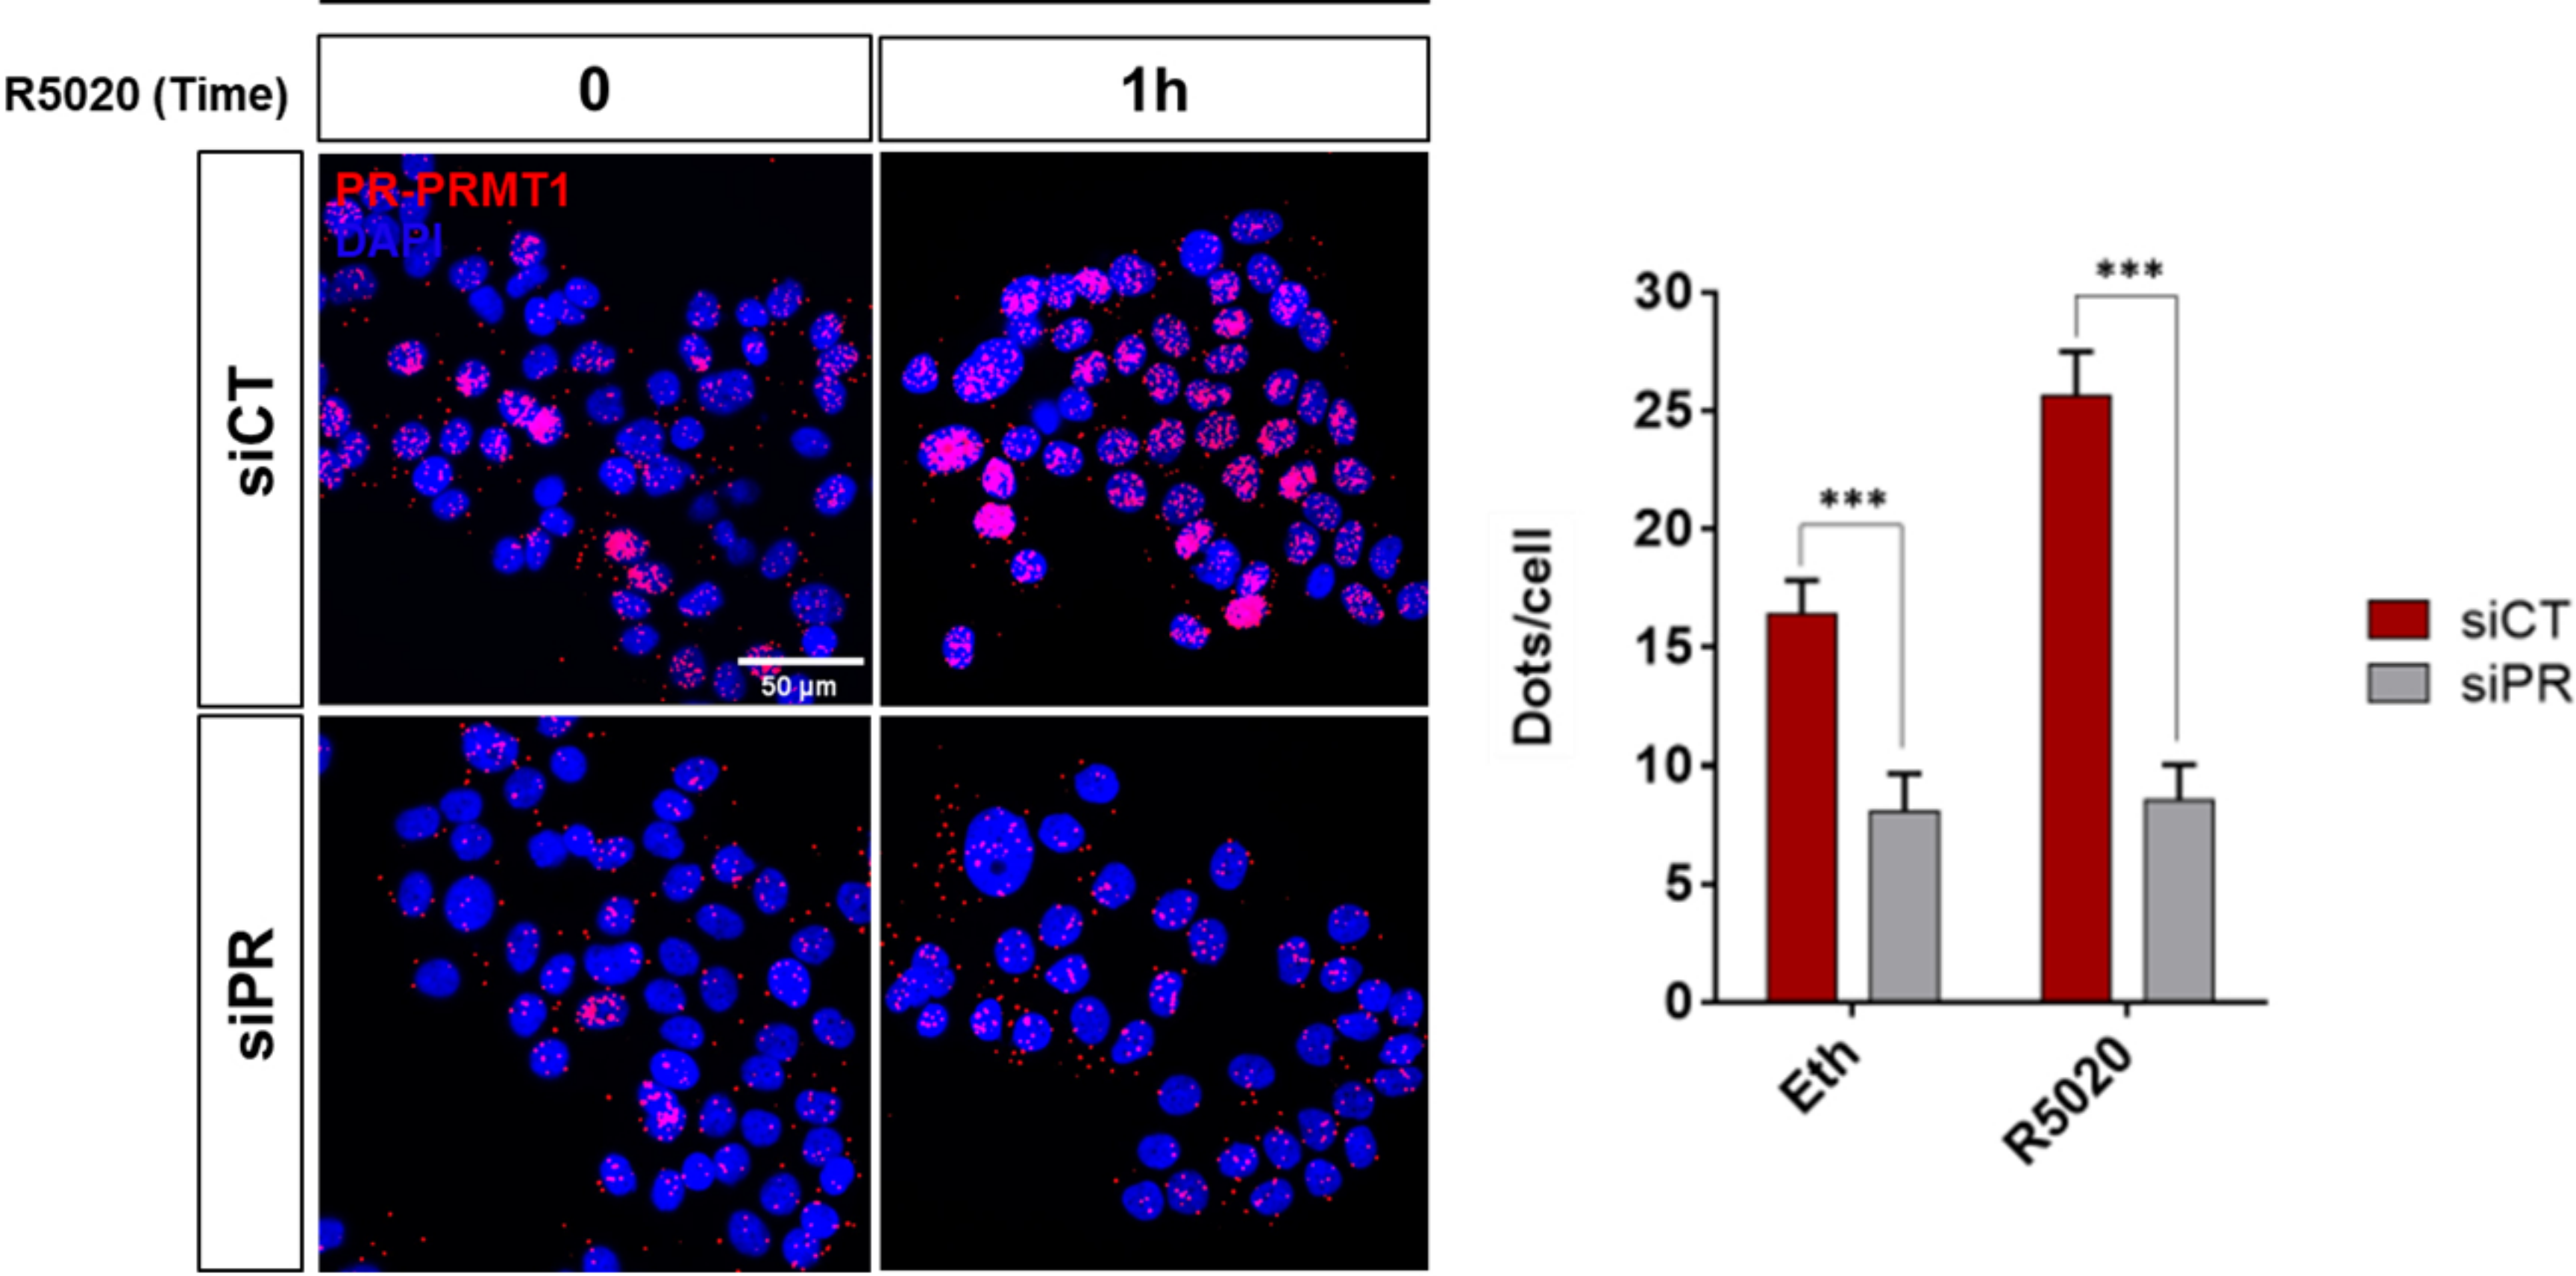 R5020 (Time)
0
1h
siCT
PR-PRMT1
DAPI
50 µm
siPR
Dots/cell
30
25
20
15
10
5
0
***
***
Eth
R5020
siCT
siPR